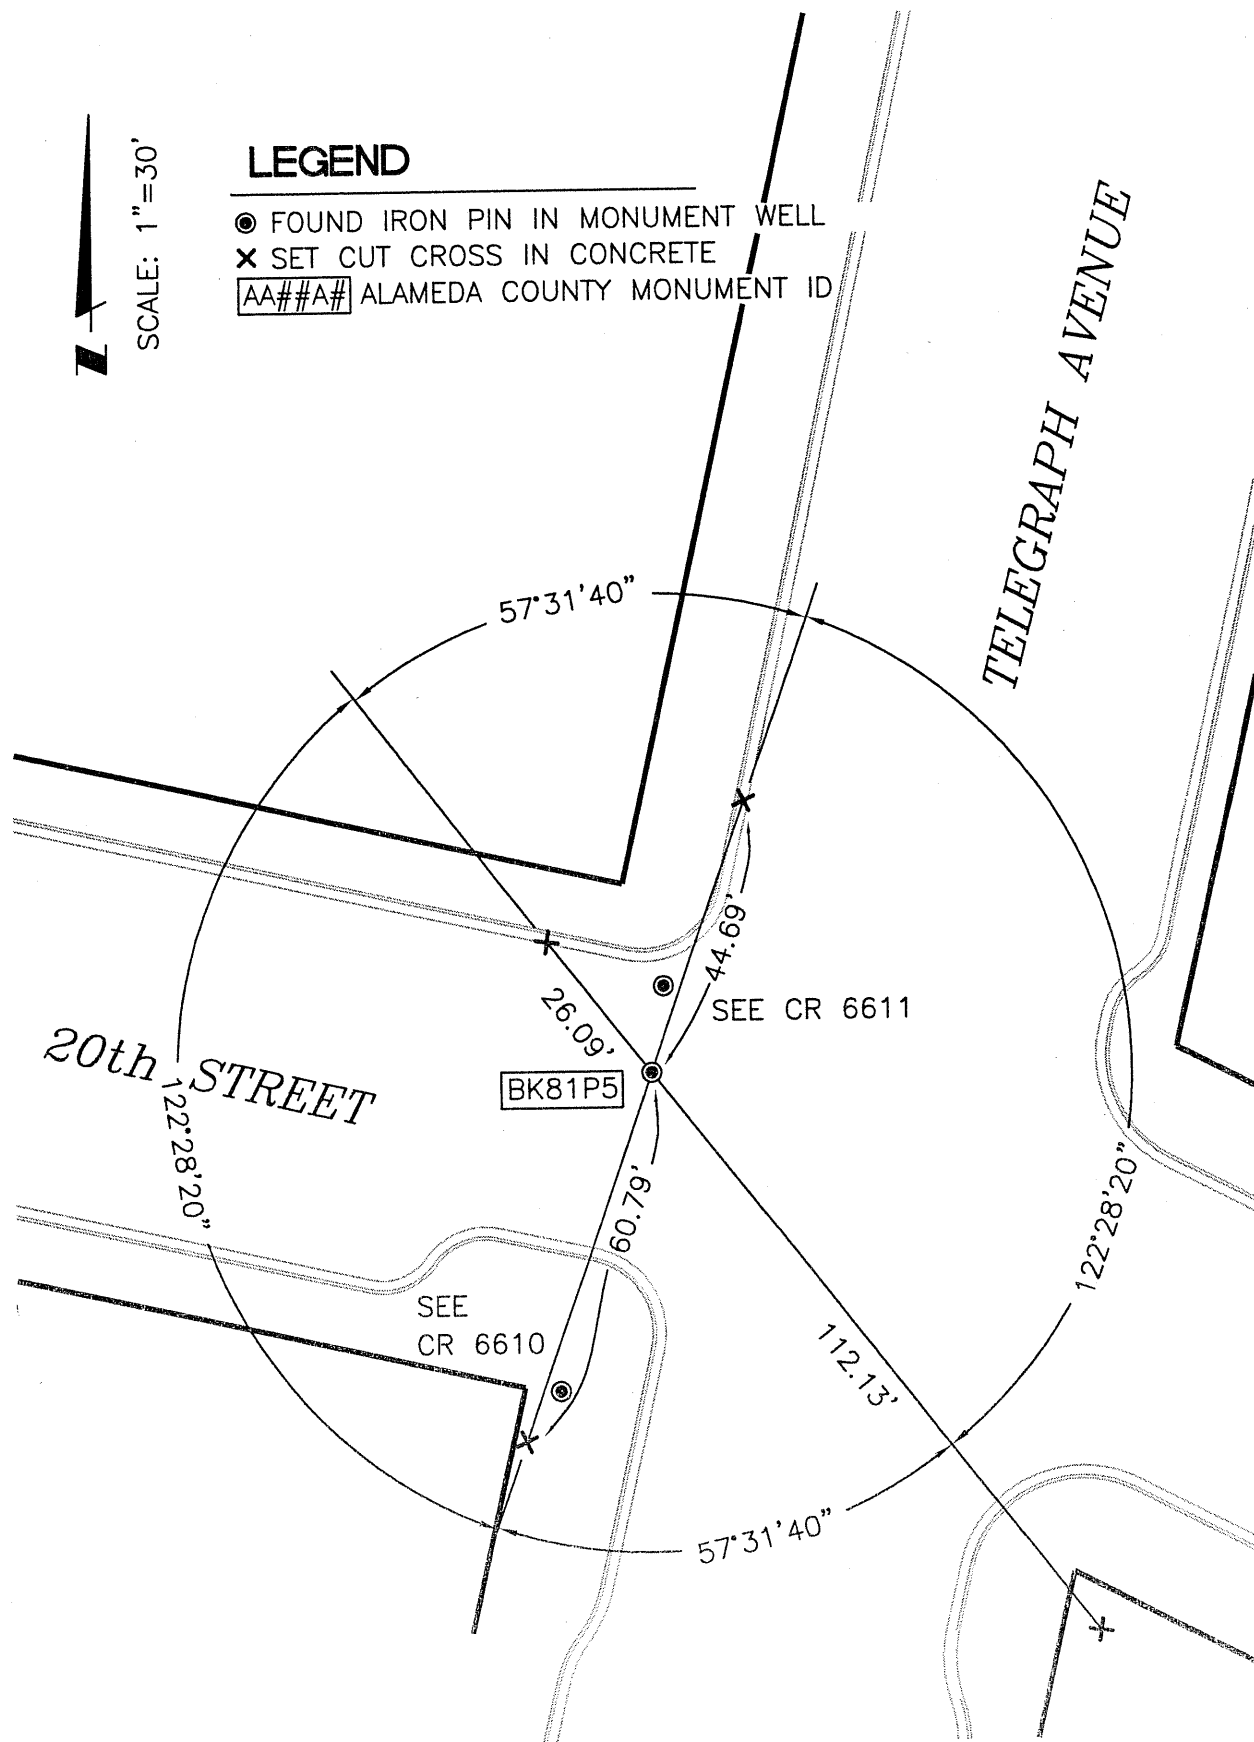 LEGEND
FOUND IRON PIN IN MONUMENT WELL
SET CUT CROSS IN CONCRETE
AA##A# ALAMEDA COUNTY MONUMENT ID
SCALE: 1"=30'
N
TELEGRAPH AVENUE
57°31'40"
44.69'
SEE CR 6611
26.09'
BK81P5
20th STREET
122°28'20"
60.79'
122°28'20"
SEE
CR 6610
112.13'
57°31'40"